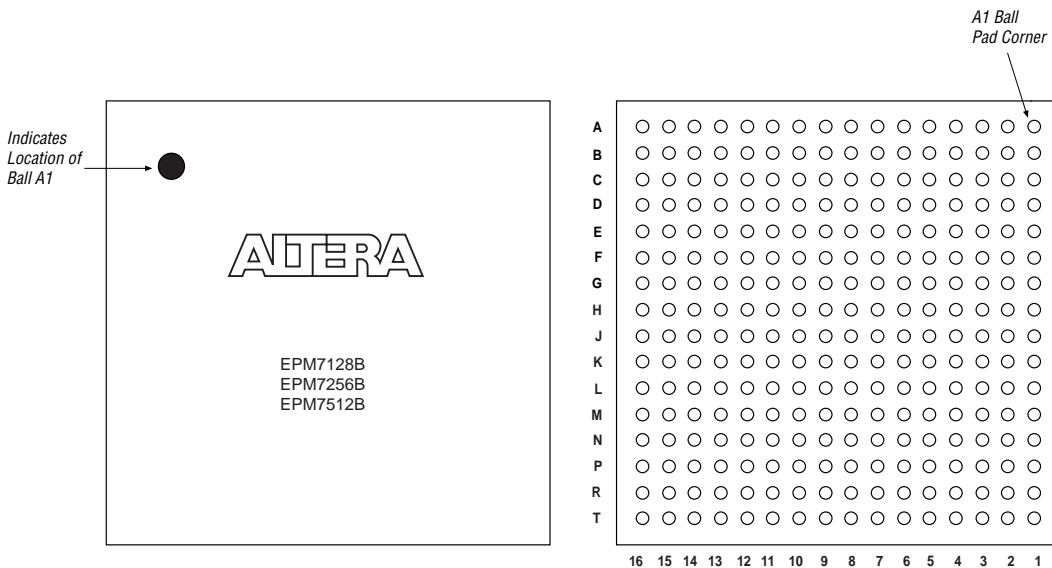 A1 Ball
Pad Corner
Indicates
Location of
Ball A1
ALTERA
EPM7128B
EPM7256B
EPM7512B
A
B
C
D
E
F
G
H
J
K
L
M
N
P
R
T
16 15 14 13 12 11 10 9 8 7 6 5 4 3 2 1